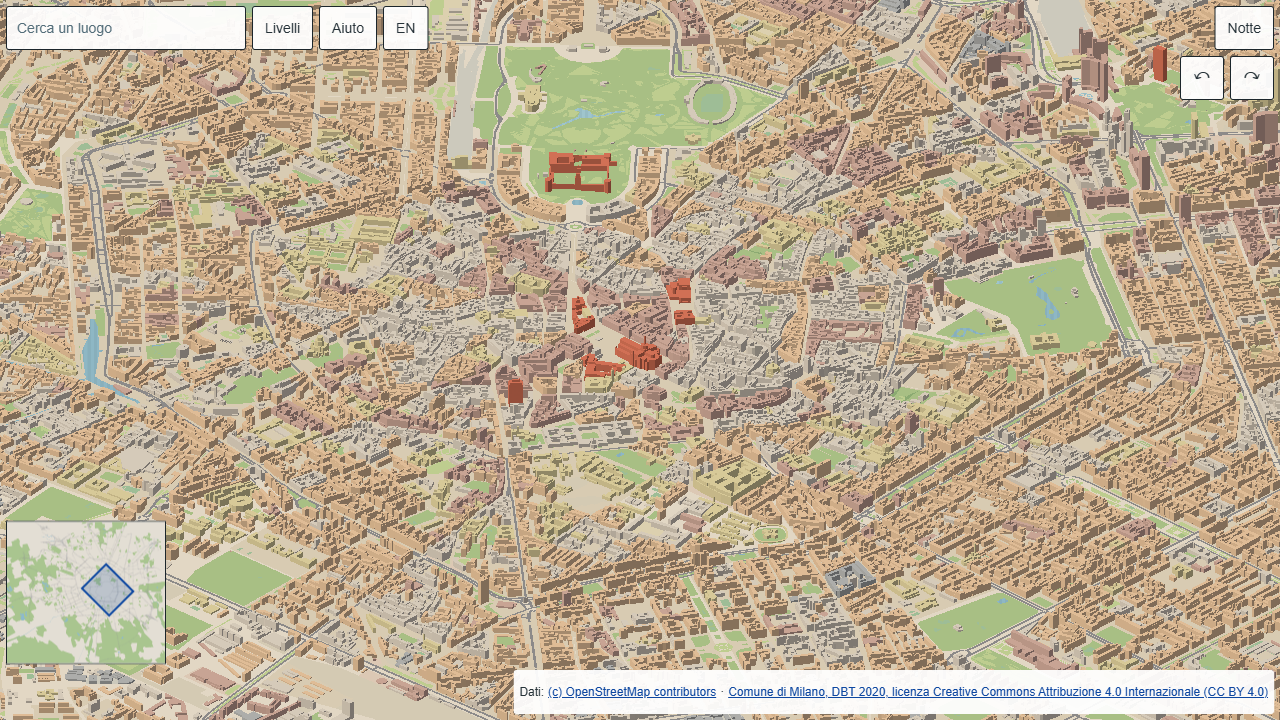 Cerca un luogo
Livelli
Aiuto
EN
Notte
Dati: (c) OpenStreetMap contributors · Comune di Milano, DBT 2020, licenza Creative Commons Attribuzione 4.0 Internazionale (CC BY 4.0)